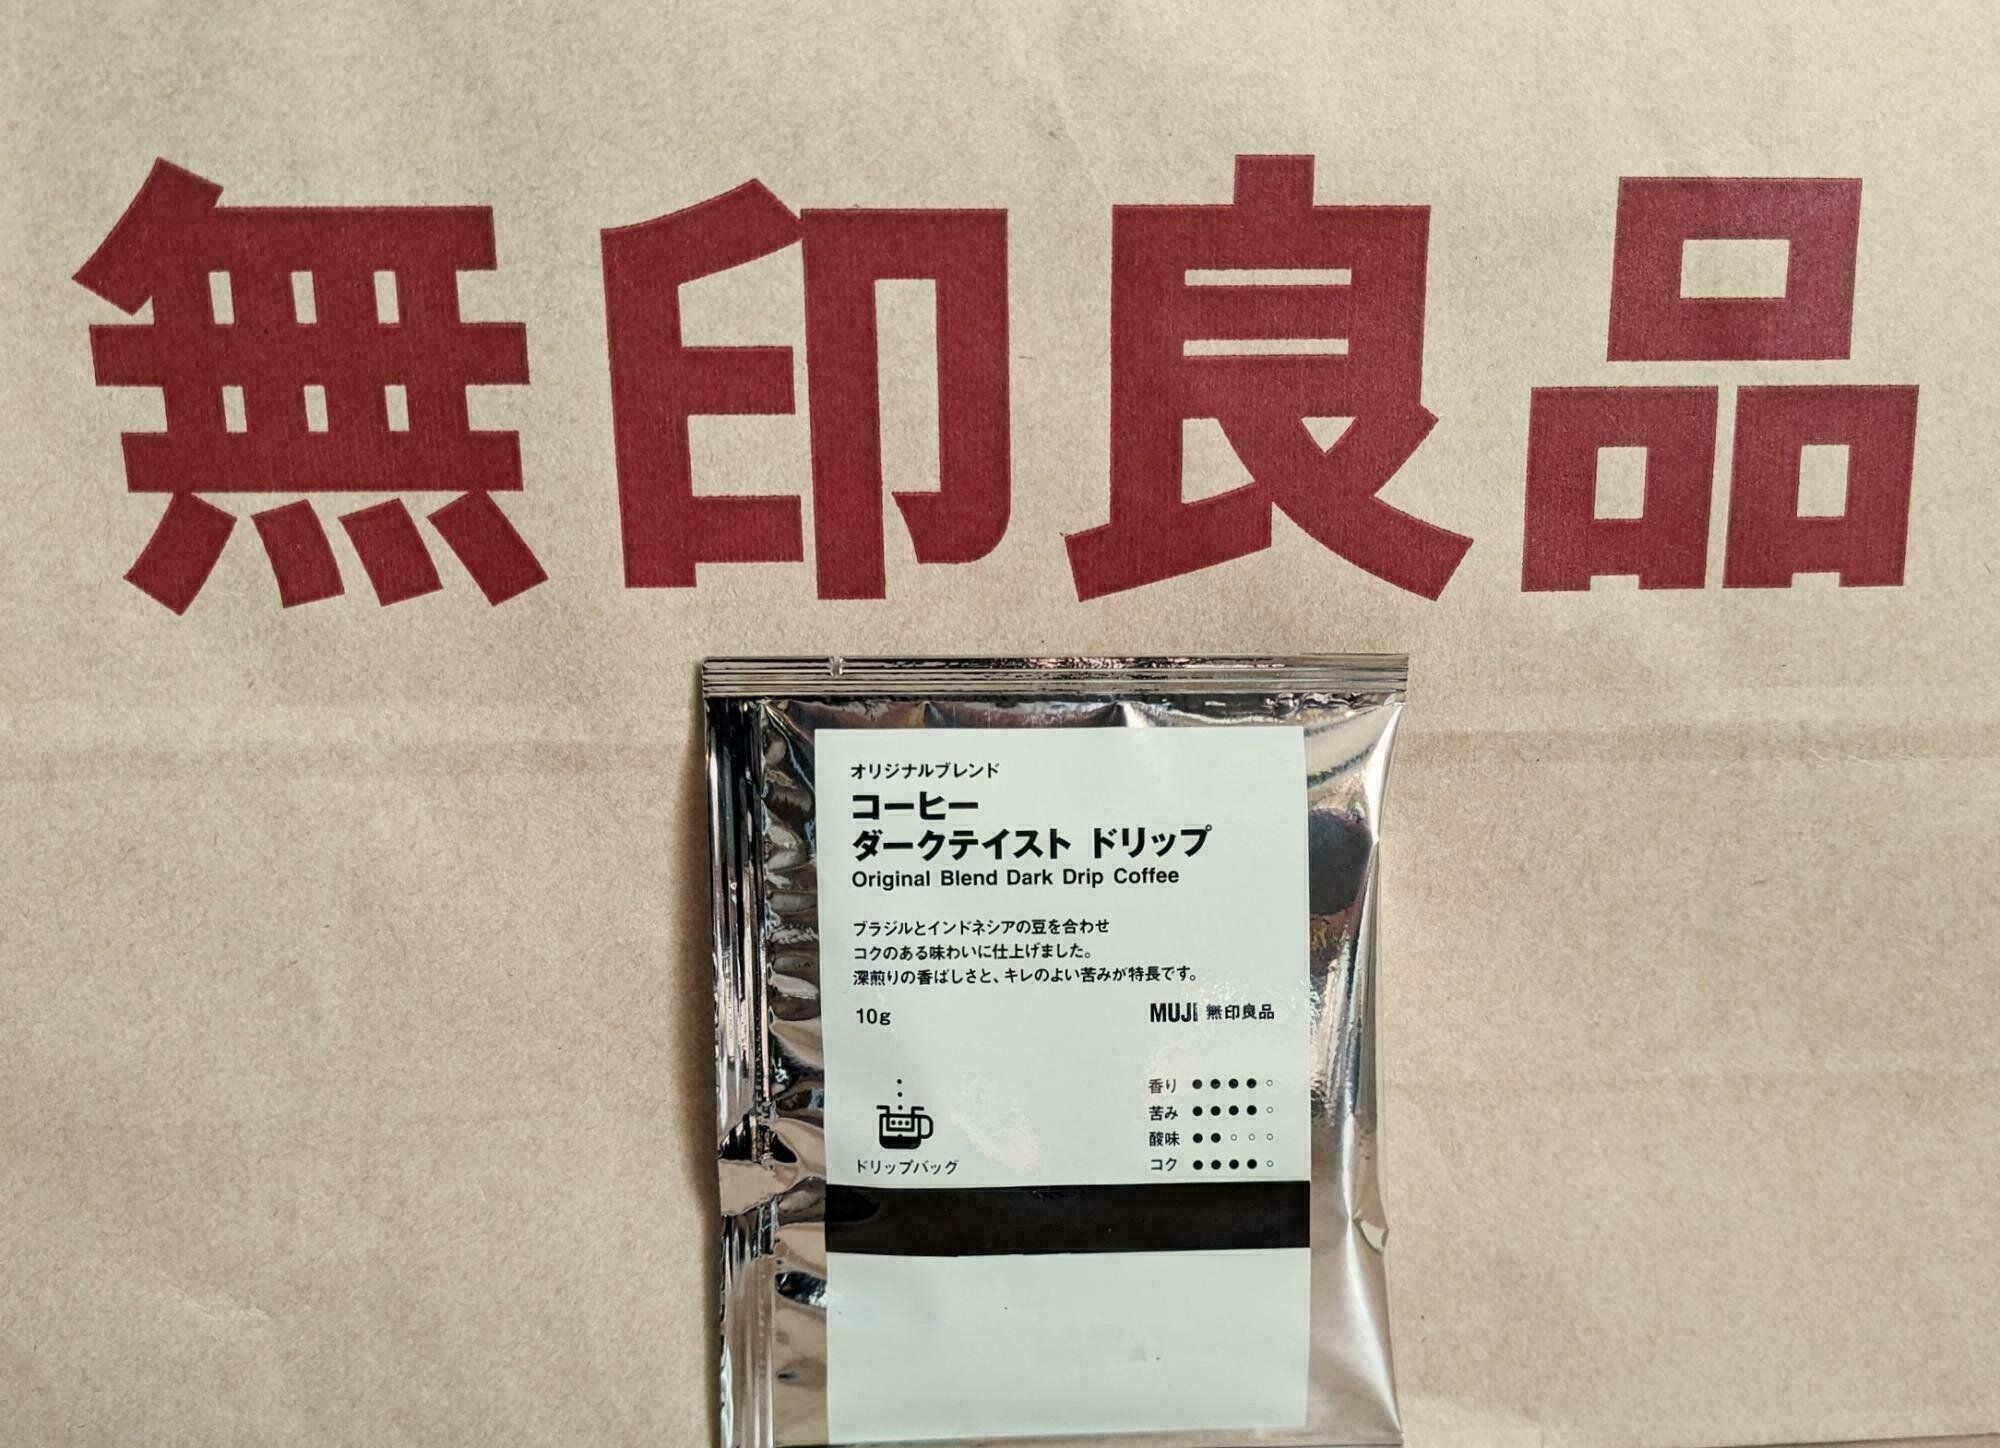 無印良品
オリジナルブレンド
コーヒー
ダークテイスト ドリップ
Original Blend Dark Drip Coffee
ブラジルとインドネシアの豆を合わせ
コクのある味わいに仕上げました。
深煎りの香ばしさと、キレのよい苦みが特長です。
10g
MUJI 無印良品
香り ●●●●○
苦み ●●●●○
酸味 ●●○○○
コク ●●●●○
ドリップバッグ